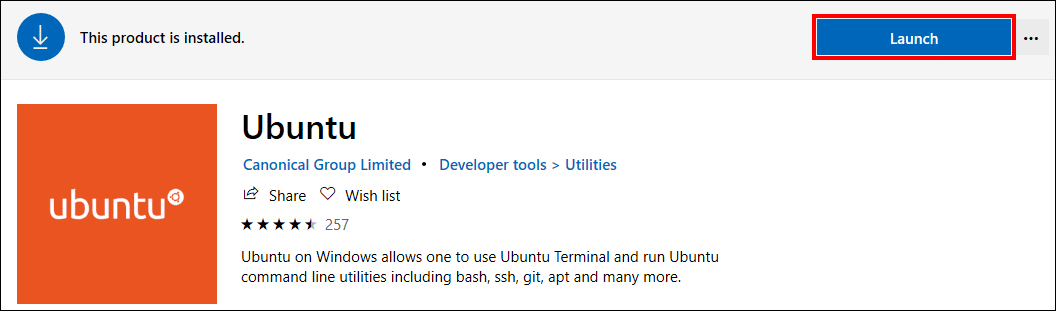 This product is installed.
Launch
...
Ubuntu
Canonical Group Limited • Developer tools > Utilities
Share Wish list
257
ubuntu
Ubuntu on Windows allows one to use Ubuntu Terminal and run Ubuntu
command line utilities including bash, ssh, git, apt and many more.